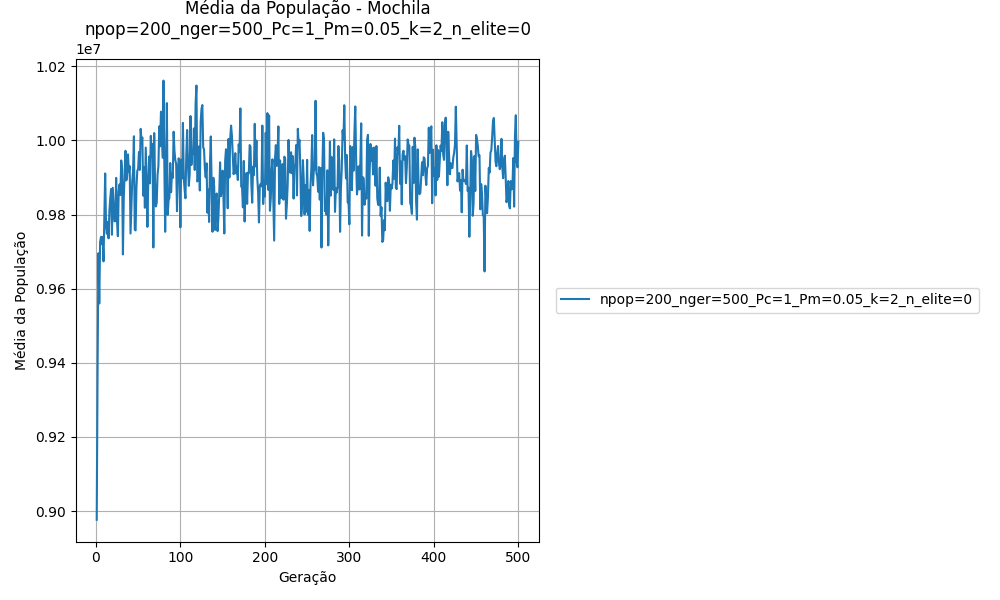 Média da População - Mochila
npop=200_nger=500_Pc=1_Pm=0.05_k=2_n_elite=0
1e7
1.02
1.00
0.98
0.96
0.94
0.92
0.90
Média da População
0 100 200 300 400 500
Geração
npop=200_nger=500_Pc=1_Pm=0.05_k=2_n_elite=0